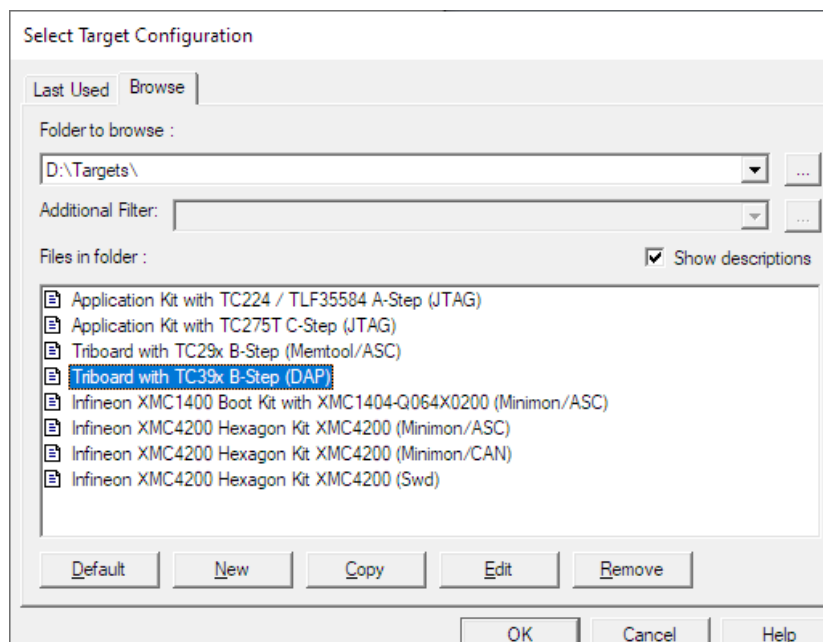 Select Target Configuration
Last Used Browse
Folder to browse :
D:\Targets\
...
Additional Filter:
...
Files in folder :
Show descriptions
Application Kit with TC224 / TLF35584 A-Step (JTAG)
Application Kit with TC275T C-Step (JTAG)
Triboard with TC29x B-Step (Memtool/ASC)
Triboard with TC39x B-Step (DAP)
Infineon XMC1400 Boot Kit with XMC1404-Q064X0200 (Minimon/ASC)
Infineon XMC4200 Hexagon Kit XMC4200 (Minimon/ASC)
Infineon XMC4200 Hexagon Kit XMC4200 (Minimon/CAN)
Infineon XMC4200 Hexagon Kit XMC4200 (Swd)
Default New Copy Edit Remove
OK Cancel Help